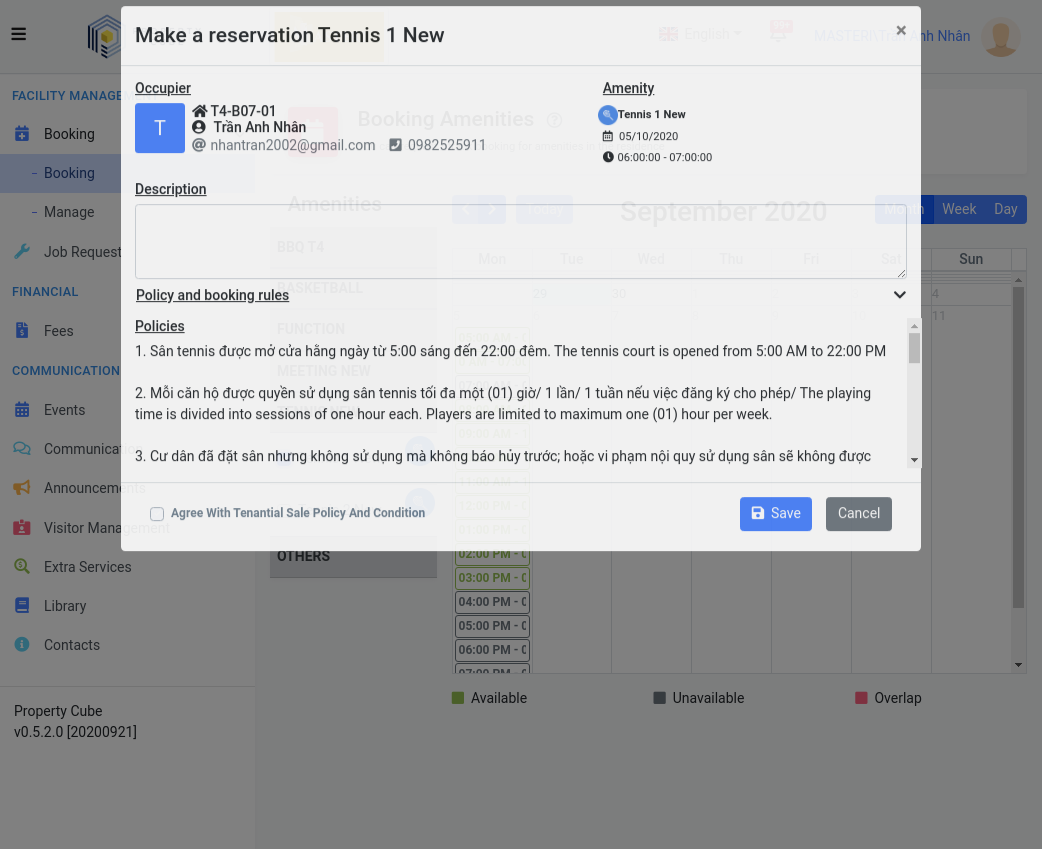 Make a reservation Tennis 1 New
×
English
Anh Nhân
FACILITY MANAGE
Booking
Booking
Manage
Job Request
FINANCIAL
Fees
COMMUNICATION
Events
Communica
Announcements
Visitor Management
Extra Services
Library
Contacts
Property Cube
v0.5.2.0 [20200921]
Occupier
T
T4-B07-01
Trần Anh Nhân
nhantran2002@gmail.com
0982525911
Amenity
Tennis 1 New
05/10/2020
06:00:00 - 07:00:00
Booking Amenities
Description
Amenities
BBQ T4
BASKETBALL
FUNCTION
MEETING NEW
OTHERS
September 2020
Month
Week
Day
Mon
Tue
Wed
Thu
Fri
Sat
Sun
29
30
4
11
Policy and booking rules
Policies
1. Sân tennis được mở cửa hằng ngày từ 5:00 sáng đến 22:00 đêm. The tennis court is opened from 5:00 AM to 22:00 PM
2. Mỗi căn hộ được quyền sử dụng sân tennis tối đa một (01) giờ/ 1 lần/ 1 tuần nếu việc đăng ký cho phép/ The playing
time is divided into sessions of one hour each. Players are limited to maximum one (01) hour per week.
3. Cư dân đã đặt sân nhưng không sử dụng mà không báo hủy trước; hoặc vi phạm nội quy sử dụng sân sẽ không được
Agree With Tenantial Sale Policy And Condition
Save
Cancel
02:00 PM - 0
03:00 PM - 0
04:00 PM - 0
05:00 PM - 0
06:00 PM - 0
07:00 PM - 0
Available
Unavailable
Overlap